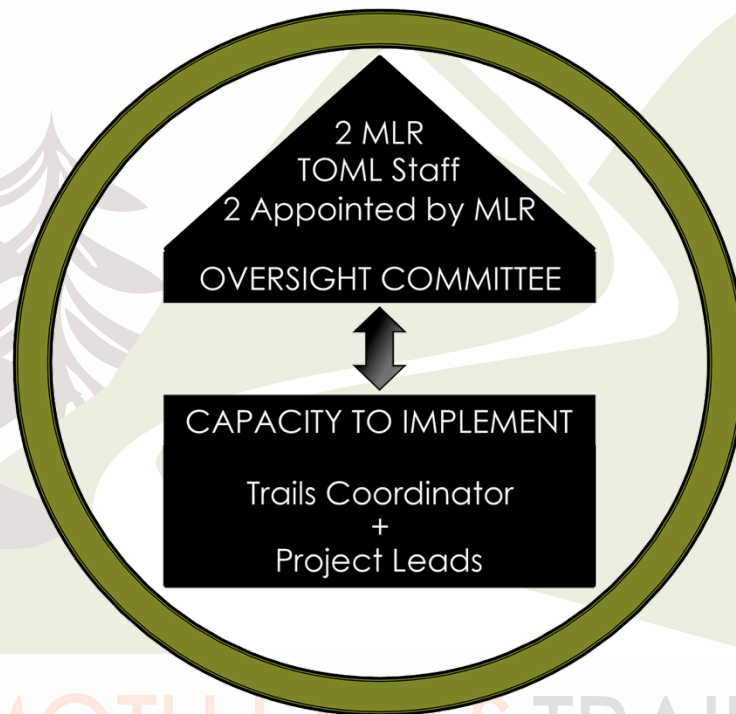 2 MLR
TOML Staff
2 Appointed by MLR
OVERSIGHT COMMITTEE
CAPACITY TO IMPLEMENT
Trails Coordinator
+
Project Leads